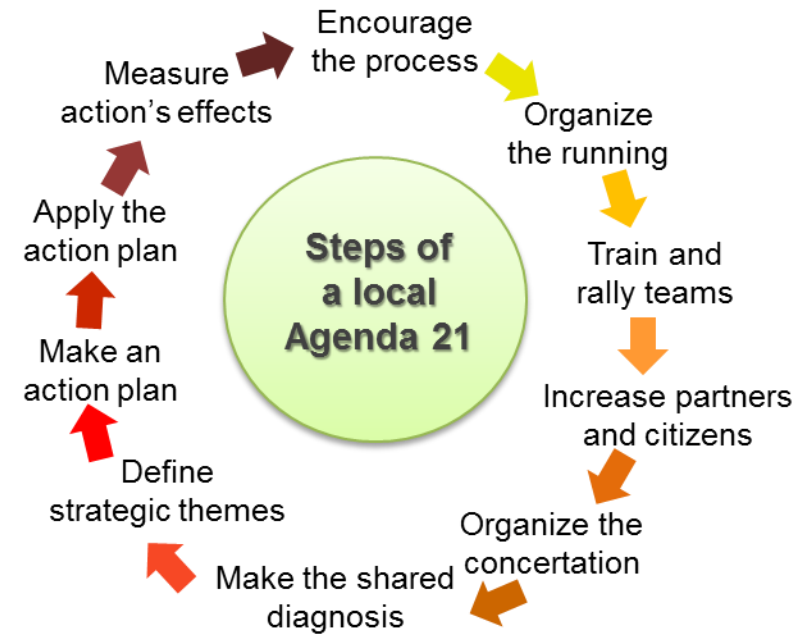 Steps of
a local
Agenda 21
Encourage
the process
Organize
the running
Train and
rally teams
Increase partners
and citizens
Organize the
concertation
Make the shared
diagnosis
Define
strategic themes
Make an
action plan
Apply the
action plan
Measure
action’s effects